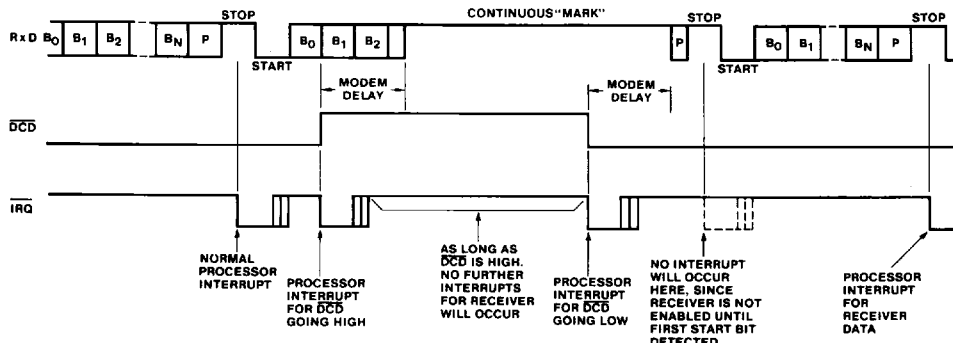 STOP CONTINUOUS"MARK" STOP STOP
RxD B0 B1 B2 BN P B0 B1 B2 P B0 B1 BN P
START START
MODEM
DELAY
MODEM
DELAY
DCD
IRQ
NORMAL
PROCESSOR
INTERRUPT
PROCESSOR
INTERRUPT
FOR DCD
GOING HIGH
AS LONG AS
DCD IS HIGH.
NO FURTHER
INTERRUPTS
FOR RECEIVER
WILL OCCUR
PROCESSOR
INTERRUPT
FOR DCD
GOING LOW
NO INTERRUPT
WILL OCCUR
HERE, SINCE
RECEIVER IS NOT
ENABLED UNTIL
FIRST START BIT
DETECTED
PROCESSOR
INTERRUPT
FOR
RECEIVER
DATA